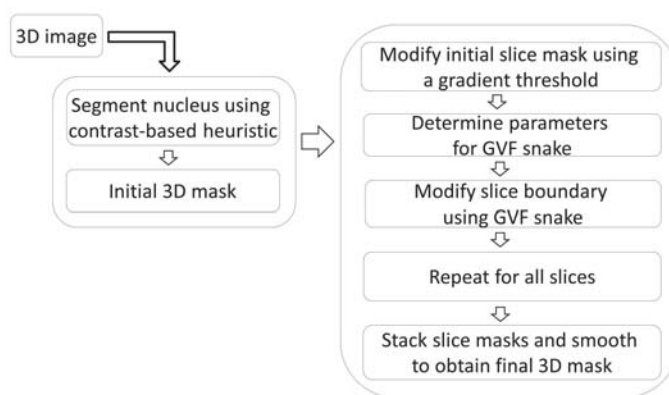 3D image
Segment nucleus using
contrast-based heuristic
Initial 3D mask
Modify initial slice mask using
a gradient threshold
Determine parameters
for GVF snake
Modify slice boundary
using GVF snake
Repeat for all slices
Stack slice masks and smooth
to obtain final 3D mask